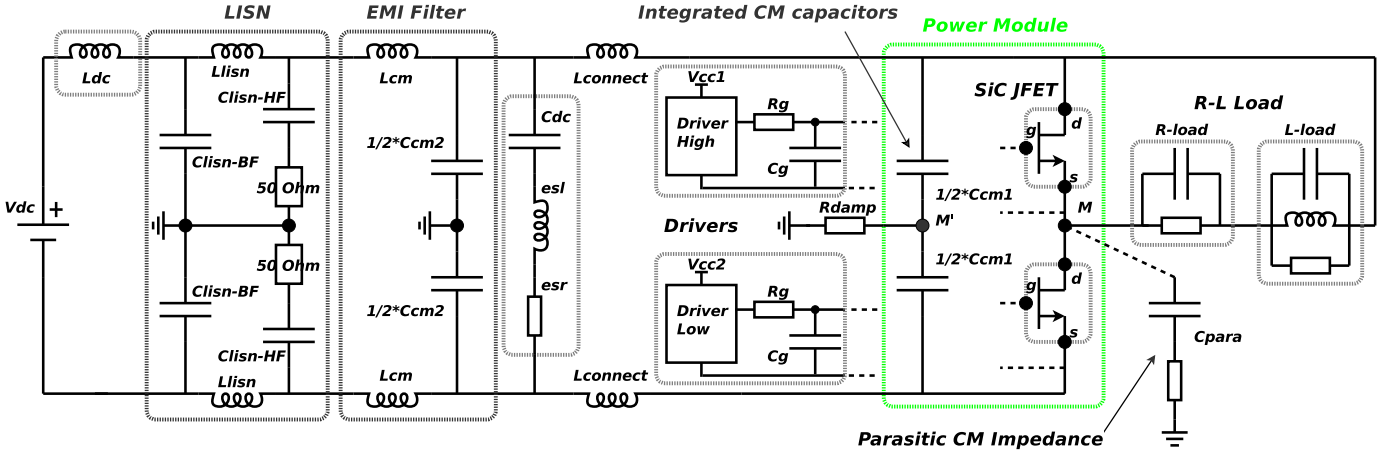 LISN
EMI Filter
Integrated CM capacitors
Power Module
Ldc
Llisn
Lcm
Lconnect
Vcc1
SiC JFET
R-L Load
Clisn-HF
Cdc
Driver
High
Rg
g
d
R-load
L-load
1/2*Ccm2
Clisn-BF
Cg
50 Ohm
esl
s
1/2*Ccm1
Vdc
+
Rdamp
M
Drivers
M'
50 Ohm
Vcc2
1/2*Ccm1
Clisn-BF
esr
Rg
g
d
1/2*Ccm2
Driver
Low
s
Cpara
Clisn-HF
Cg
Llisn
Lcm
Lconnect
Parasitic CM Impedance